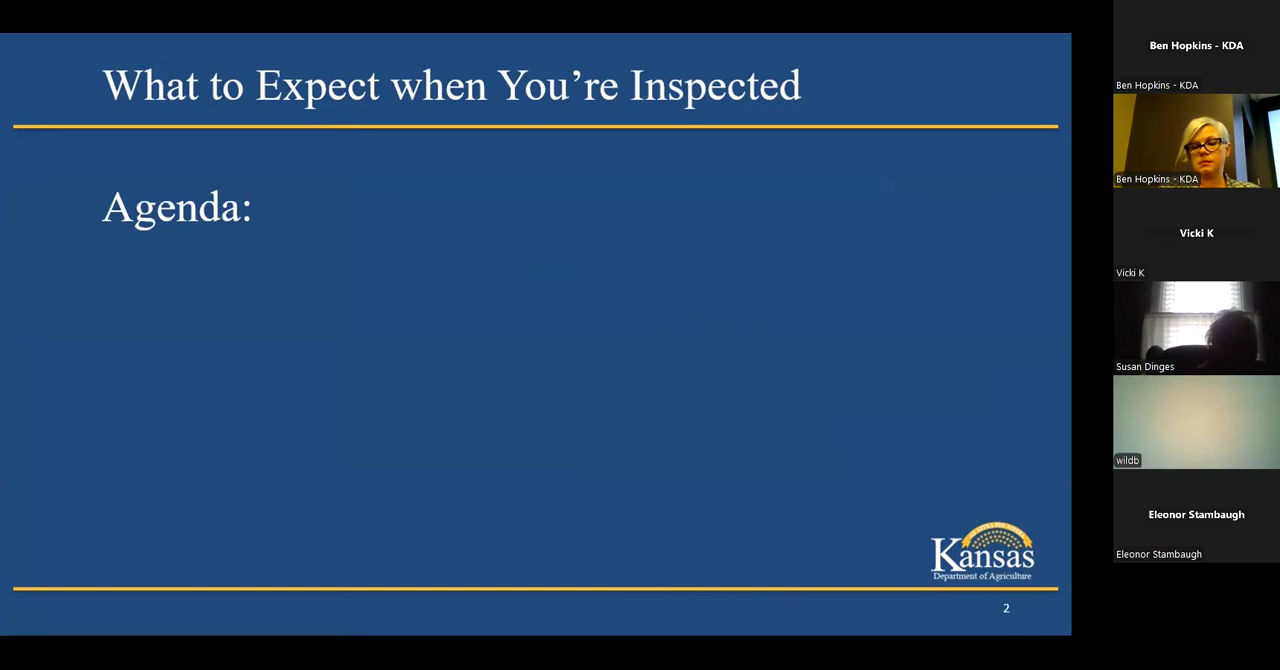 What to Expect when You're Inspected
Agenda:
Kansas
Department of Agriculture
2
Ben Hopkins - KDA
Ben Hopkins - KDA
Ben Hopkins - KDA
Vicki K
Vicki K
Susan Dinges
wildb
Eleonor Stambaugh
Eleonor Stambaugh